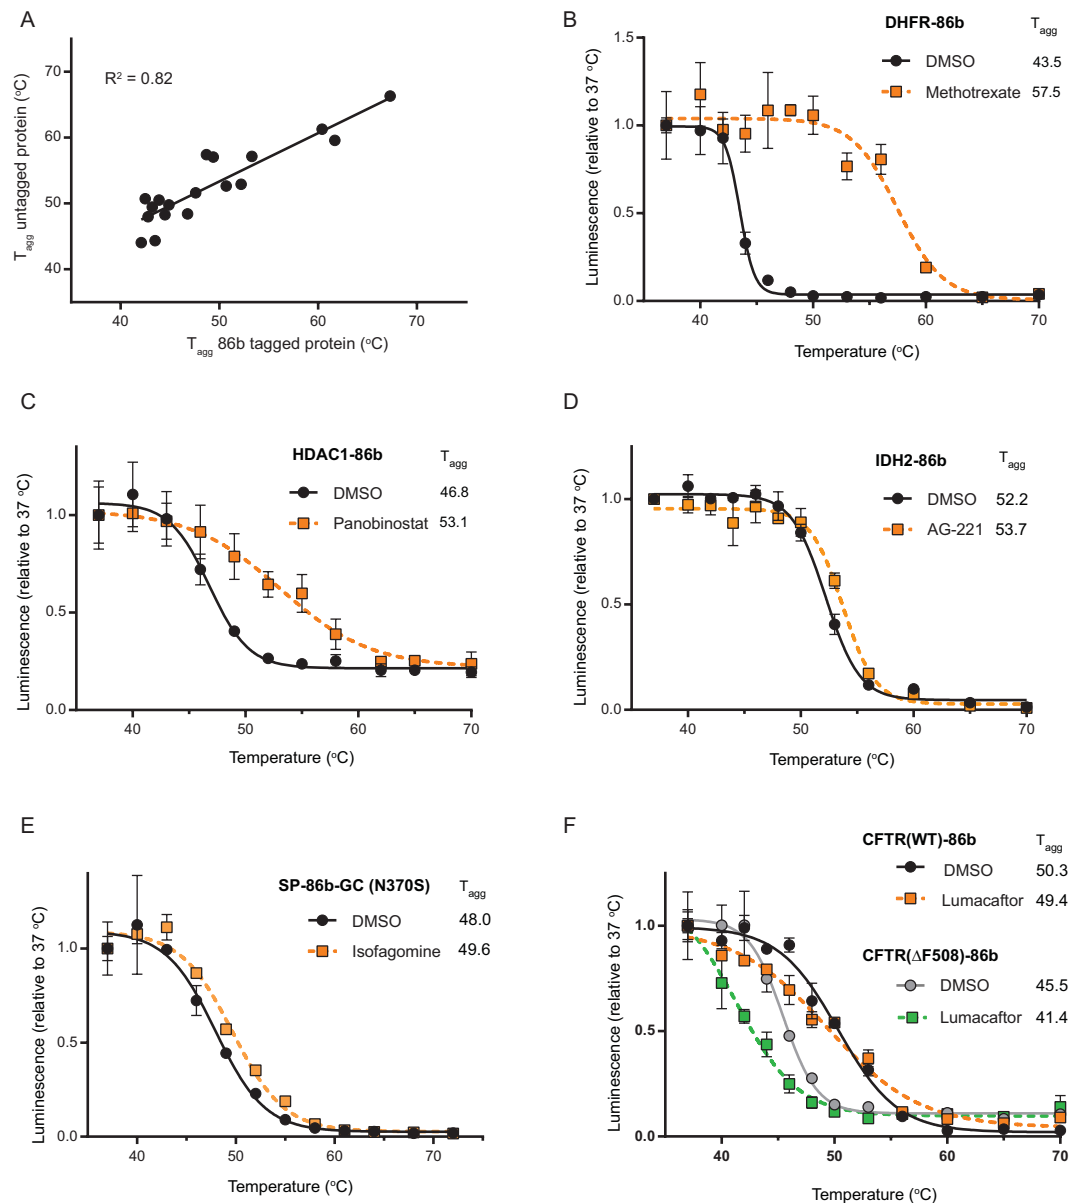 A
R² = 0.82
70
60
50
40
40 50 60 70
T_agg untagged protein (°C)
T_agg 86b tagged protein (°C)
B
DHFR-86b T_agg
DMSO 43.5
Methotrexate 57.5
1.5
1.0
0.5
0.0
40 50 60 70
Luminescence (relative to 37 °C)
Temperature (°C)
C
HDAC1-86b T_agg
DMSO 46.8
Panobinostat 53.1
1.0
0.5
0.0
40 50 60 70
Luminescence (relative to 37 °C)
Temperature (°C)
D
IDH2-86b T_agg
DMSO 52.2
AG-221 53.7
1.0
0.5
0.0
40 50 60 70
Luminescence (relative to 37 °C)
Temperature (°C)
E
SP-86b-GC (N370S) T_agg
DMSO 48.0
Isofagomine 49.6
1.0
0.5
0.0
40 50 60 70
Luminescence (relative to 37 °C)
Temperature (°C)
F
CFTR(WT)-86b T_agg
DMSO 50.3
Lumacaftor 49.4
CFTR(ΔF508)-86b
DMSO 45.5
Lumacaftor 41.4
1.0
0.5
0.0
40 50 60 70
Luminescence (relative to 37 °C)
Temperature (°C)